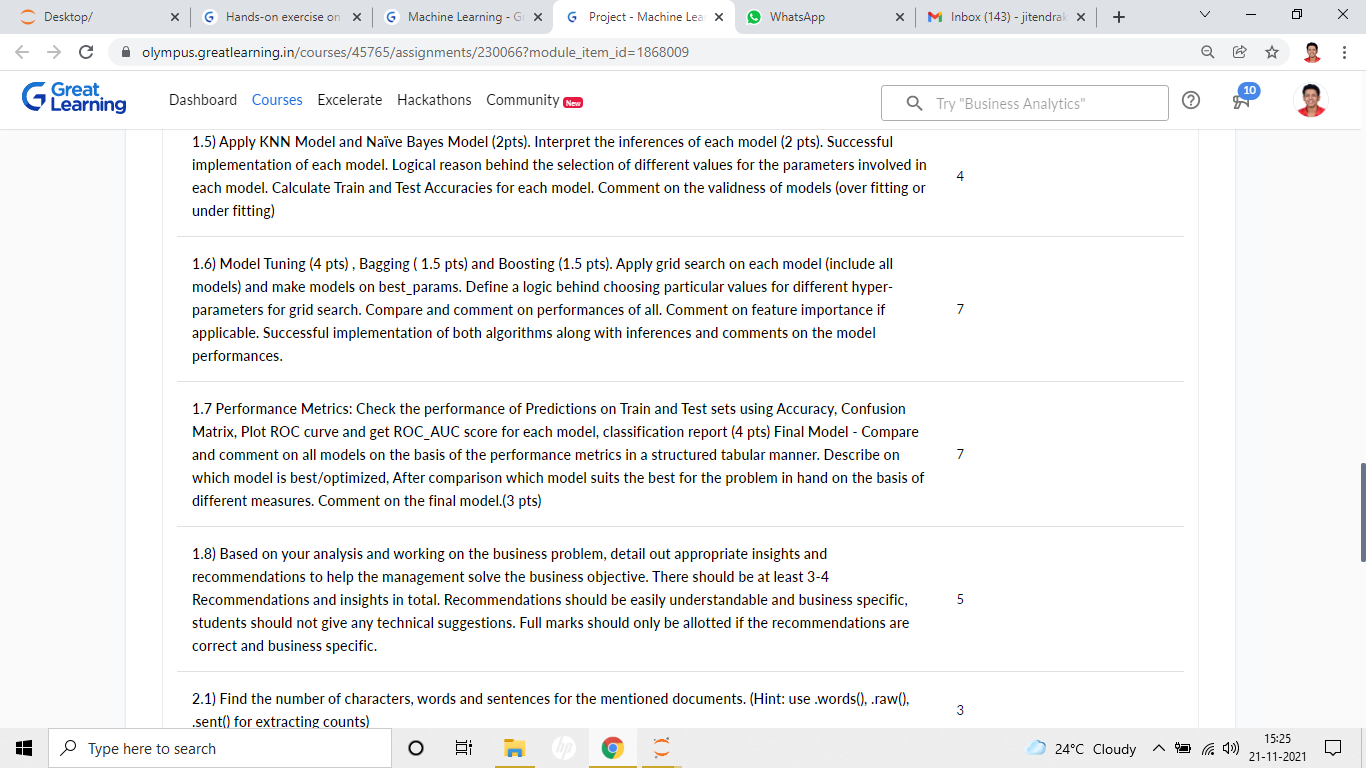 Desktop/
Hands-on exercise on
Machine Learning - Gr
Project - Machine Lea
WhatsApp
Inbox (143) - jitendrak
olympus.greatlearning.in/courses/45765/assignments/230066?module_item_id=1868009
Great Learning
Dashboard Courses Excelerate Hackathons Community New
Try "Business Analytics"
10
1.5) Apply KNN Model and Naïve Bayes Model (2pts). Interpret the inferences of each model (2 pts). Successful
implementation of each model. Logical reason behind the selection of different values for the parameters involved in
each model. Calculate Train and Test Accuracies for each model. Comment on the validness of models (over fitting or
under fitting)
4
1.6) Model Tuning (4 pts) , Bagging ( 1.5 pts) and Boosting (1.5 pts). Apply grid search on each model (include all
models) and make models on best_params. Define a logic behind choosing particular values for different hyper-
parameters for grid search. Compare and comment on performances of all. Comment on feature importance if
applicable. Successful implementation of both algorithms along with inferences and comments on the model
performances.
7
1.7 Performance Metrics: Check the performance of Predictions on Train and Test sets using Accuracy, Confusion
Matrix, Plot ROC curve and get ROC_AUC score for each model, classification report (4 pts) Final Model - Compare
and comment on all models on the basis of the performance metrics in a structured tabular manner. Describe on
which model is best/optimized, After comparison which model suits the best for the problem in hand on the basis of
different measures. Comment on the final model.(3 pts)
7
1.8) Based on your analysis and working on the business problem, detail out appropriate insights and
recommendations to help the management solve the business objective. There should be at least 3-4
Recommendations and insights in total. Recommendations should be easily understandable and business specific,
students should not give any technical suggestions. Full marks should only be allotted if the recommendations are
correct and business specific.
5
2.1) Find the number of characters, words and sentences for the mentioned documents. (Hint: use .words(), .raw(),
.sent() for extracting counts)
3
Type here to search
hp
24°C Cloudy
15:25
21-11-2021